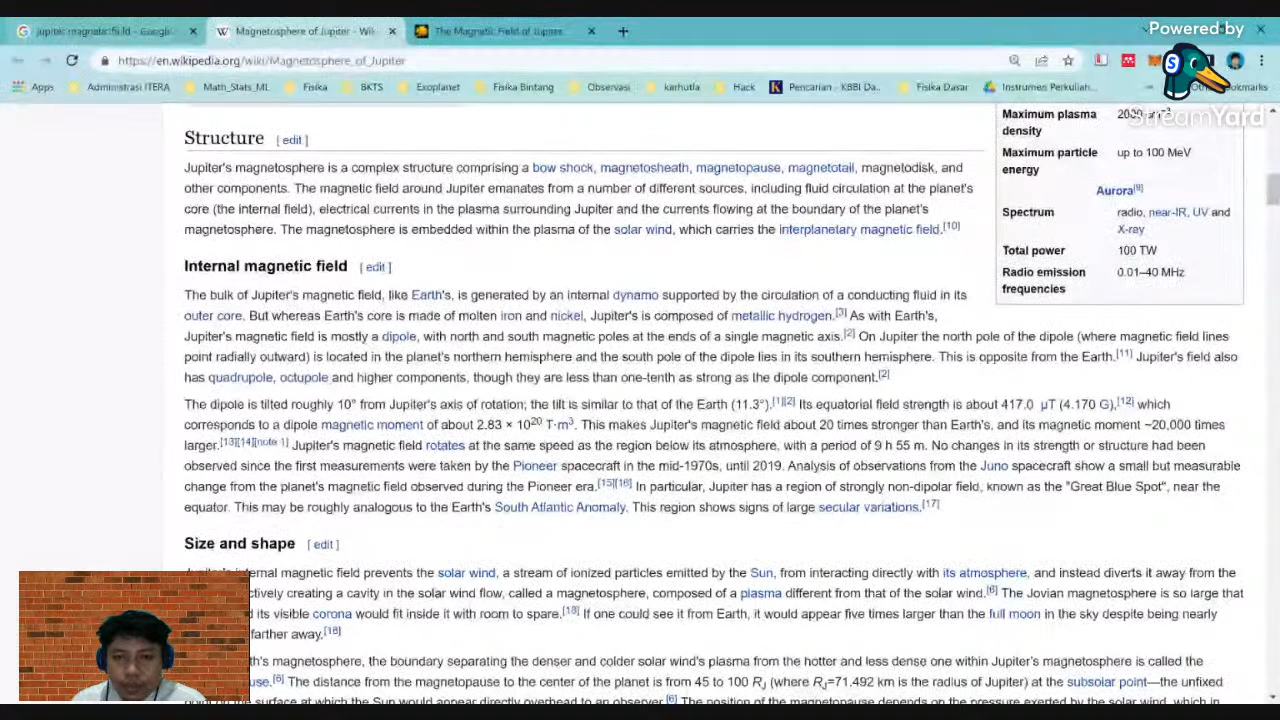 jupiter magnetic field - Google
Magnetosphere of Jupiter - Wiki
The Magnetic Field of Jupiter
Powered by
https://en.wikipedia.org/wiki/Magnetosphere_of_Jupiter
Apps
Administrasi ITERA
Math_Stats_ML
Fisika
BKTS
Exoplanet
Fisika Bintang
Observasi
karhutla
Hack
Pencarian - KBBI Da...
Fisika Dasar
Instrumen Perkuliah...
Bookmarks
StreamYard
Structure [ edit ]
Jupiter's magnetosphere is a complex structure comprising a bow shock, magnetosheath, magnetopause, magnetotail, magnetodisk, and
other components. The magnetic field around Jupiter emanates from a number of different sources, including fluid circulation at the planet's
core (the internal field), electrical currents in the plasma surrounding Jupiter and the currents flowing at the boundary of the planet's
magnetosphere. The magnetosphere is embedded within the plasma of the solar wind, which carries the interplanetary magnetic field.[10]
Maximum plasma
density
Maximum particle up to 100 MeV
energy
Aurora[9]
Spectrum radio, near-IR, UV and
X-ray
Total power 100 TW
Radio emission 0.01–40 MHz
frequencies
Internal magnetic field [ edit ]
The bulk of Jupiter's magnetic field, like Earth's, is generated by an internal dynamo supported by the circulation of a conducting fluid in its
outer core. But whereas Earth's core is made of molten iron and nickel, Jupiter's is composed of metallic hydrogen.[3] As with Earth's,
Jupiter's magnetic field is mostly a dipole, with north and south magnetic poles at the ends of a single magnetic axis.[2] On Jupiter the north pole of the dipole (where magnetic field lines
point radially outward) is located in the planet's northern hemisphere and the south pole of the dipole lies in its southern hemisphere. This is opposite from the Earth.[11] Jupiter's field also
has quadrupole, octupole and higher components, though they are less than one-tenth as strong as the dipole component.[2]
The dipole is tilted roughly 10° from Jupiter's axis of rotation; the tilt is similar to that of the Earth (11.3°).[1][2] Its equatorial field strength is about 417.0 μT (4.170 G),[12] which
corresponds to a dipole magnetic moment of about 2.83 × 10²⁰ T·m³. This makes Jupiter's magnetic field about 20 times stronger than Earth's, and its magnetic moment ~20,000 times
larger.[13][14][note 1] Jupiter's magnetic field rotates at the same speed as the region below its atmosphere, with a period of 9 h 55 m. No changes in its strength or structure had been
observed since the first measurements were taken by the Pioneer spacecraft in the mid-1970s, until 2019. Analysis of observations from the Juno spacecraft show a small but measurable
change from the planet's magnetic field observed during the Pioneer era.[15][16] In particular, Jupiter has a region of strongly non-dipolar field, known as the "Great Blue Spot", near the
equator. This may be roughly analogous to the Earth's South Atlantic Anomaly. This region shows signs of large secular variations.[17]
Size and shape [ edit ]
Jupiter's internal magnetic field prevents the solar wind, a stream of ionized particles emitted by the Sun, from interacting directly with its atmosphere, and instead diverts it away from the
ctively creating a cavity in the solar wind flow, called a magnetosphere, composed of a plasma different from that of the solar wind.[6] The Jovian magnetosphere is so large that
d its visible corona would fit inside it with room to spare.[18] If one could see it from Earth, it would appear five times larger than the full moon in the sky despite being nearly
farther away.[18]
h's magnetosphere, the boundary separating the denser and colder solar wind's plasma from the hotter and less dense one within Jupiter's magnetosphere is called the
use.[6] The distance from the magnetopause to the center of the planet is from 45 to 100 RJ (where RJ=71,492 km is the radius of Jupiter) at the subsolar point—the unfixed
point on the surface at which the Sun would appear directly overhead to an observer.[6] The position of the magnetopause depends on the pressure exerted by the solar wind, which in